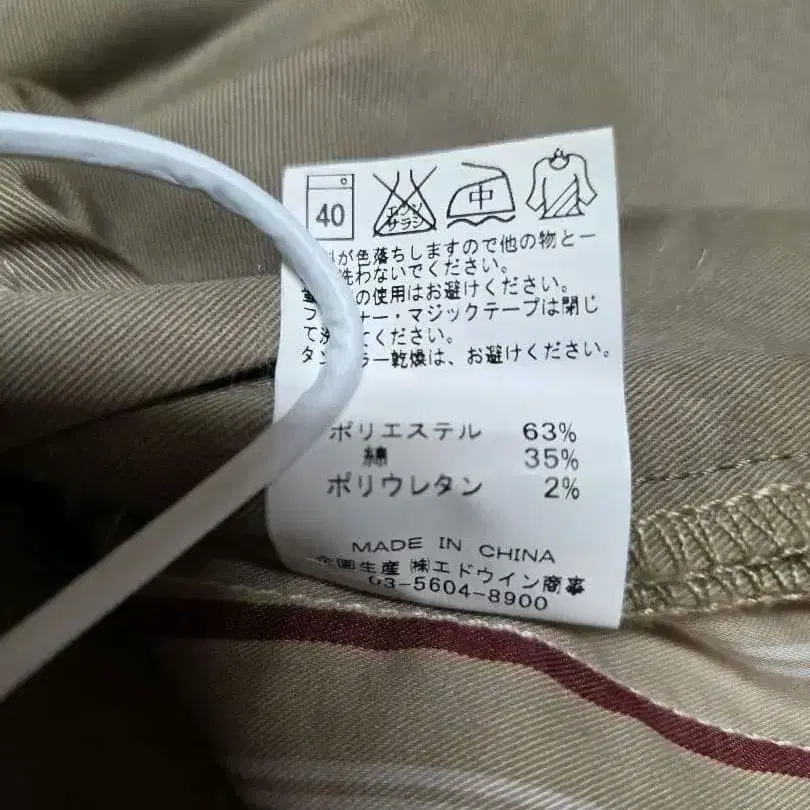 40 エンソ サラシ 中
が色落ちしますので他の物と一
洗わないでください。
の使用はお避けください。
ナー・マジックテープは閉じ
てください。
ー乾燥は、お避けください。
ポリエステル 63%
綿 35%
ポリウレタン 2%
MADE IN CHINA
企画生産 ㈱エドウイン商事
03-5604-8900